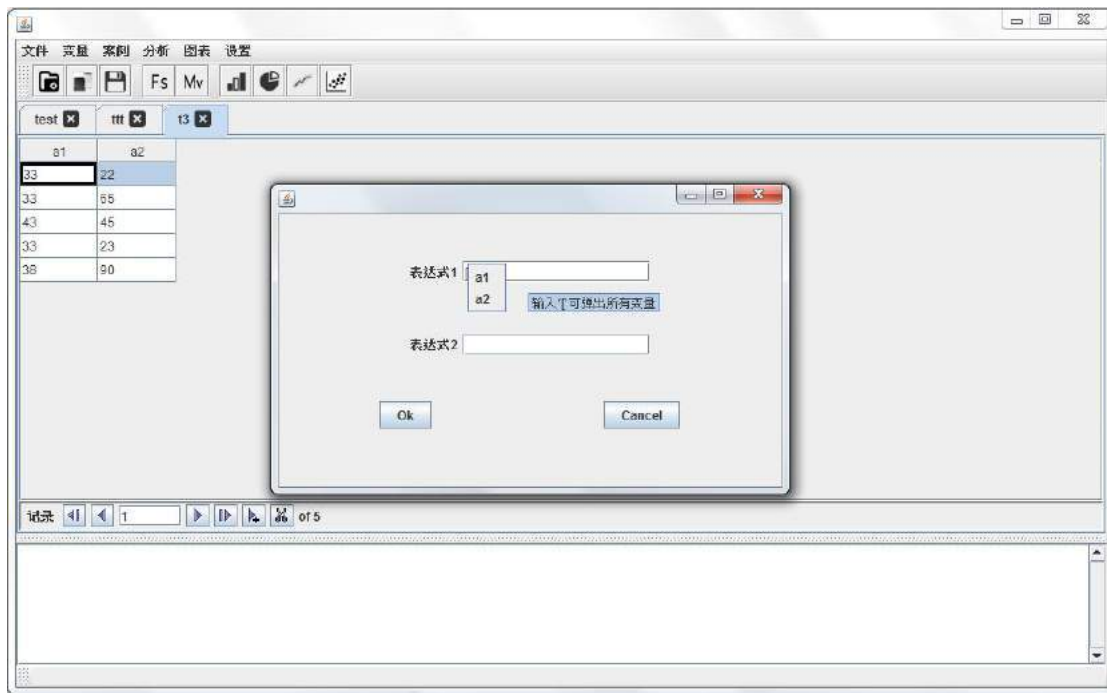 文件 变量 案例 分析 图表 设置
Fs Mv
test ttt t3
a1 a2
33 22
33 55
43 45
33 23
38 90
表达式1
a1
a2
输入'['可弹出所有变量
表达式2
Ok Cancel
记录 1 of 5